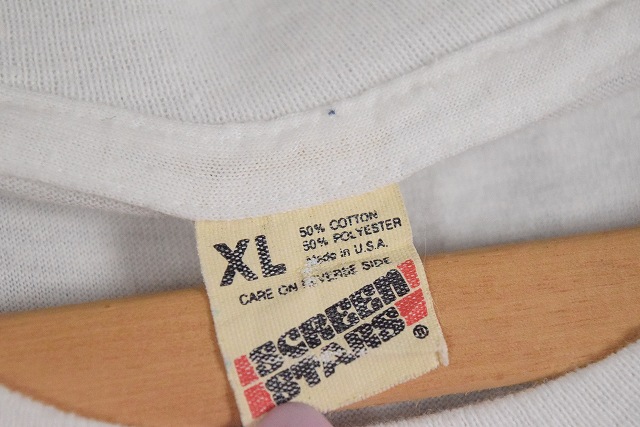 XL
50% COTTON
50% POLYESTER
Made in U.S.A.
CARE ON REVERSE SIDE
SCREEN
STARS®